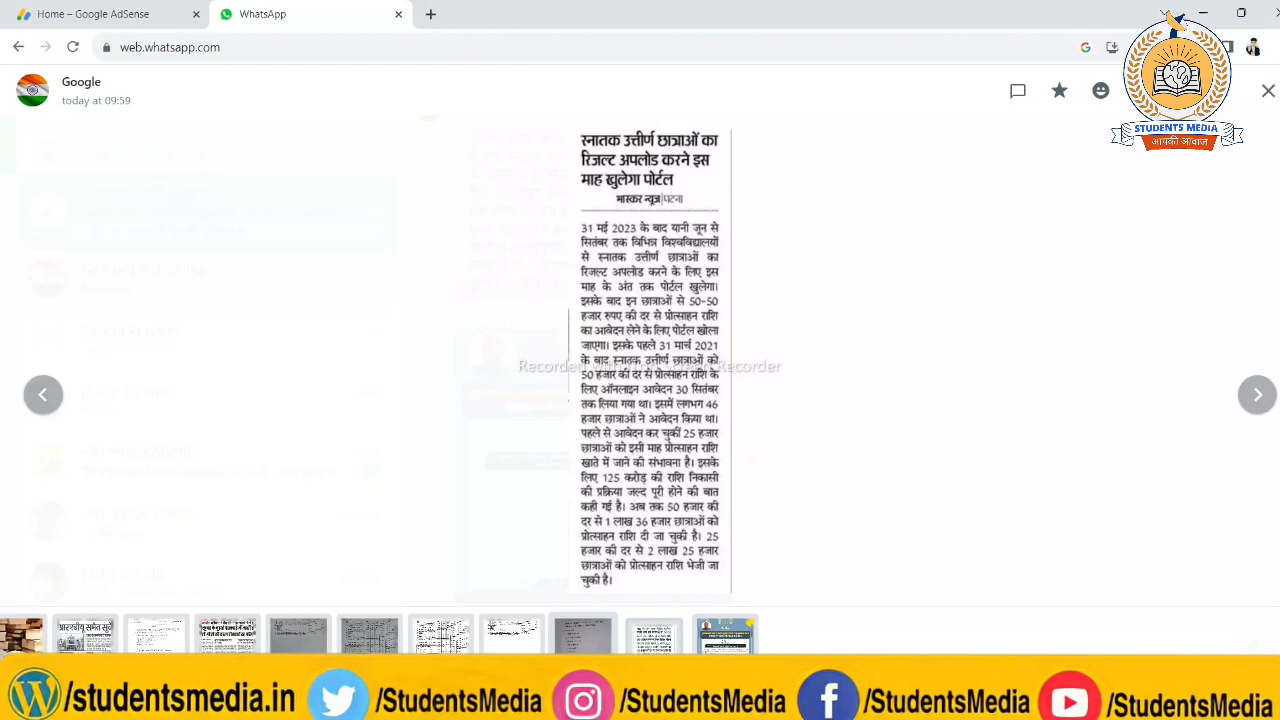 Home – Google AdSense
WhatsApp
web.whatsapp.com
Google
today at 09:59
STUDENTS MEDIA
आपकी आवाज
स्नातक उत्तीर्ण छात्राओं का
रिजल्ट अपलोड करने इस
माह खुलेगा पोर्टल
भास्कर न्यूज|पटना
31 मई 2023 के बाद यानी जून से
सितंबर तक विभिन्न विश्वविद्यालयों
से स्नातक उत्तीर्ण छात्राओं का
रिजल्ट अपलोड करने के लिए इस
माह के अंत तक पोर्टल खुलेगा।
इसके बाद इन छात्राओं से 50-50
हजार रुपए की दर से प्रोत्साहन राशि
का आवेदन लेने के लिए पोर्टल खोला
जाएगा। इसके पहले 31 मार्च 2021
के बाद स्नातक उत्तीर्ण छात्राओं को
50 हजार की दर से प्रोत्साहन राशि के
लिए ऑनलाइन आवेदन 30 सितंबर
तक लिया गया था। इसमें लगभग 46
हजार छात्राओं ने आवेदन किया था।
पहले से आवेदन कर चुकीं 25 हजार
छात्राओं को इसी माह प्रोत्साहन राशि
खाते में जाने की संभावना है। इसके
लिए 125 करोड़ की राशि निकासी
की प्रक्रिया जल्द पूरी होने की बात
कही गई है। अब तक 50 हजार की
दर से 1 लाख 36 हजार छात्राओं को
प्रोत्साहन राशि दी जा चुकी है। 25
हजार की दर से 2 लाख 25 हजार
छात्राओं को प्रोत्साहन राशि भेजी जा
चुकी है।
Recorded with Screen Recorder
आरडीयू समेत सूबे
/studentsmedia.in
/StudentsMedia
/StudentsMedia
/StudentsMedia
/StudentsMedia